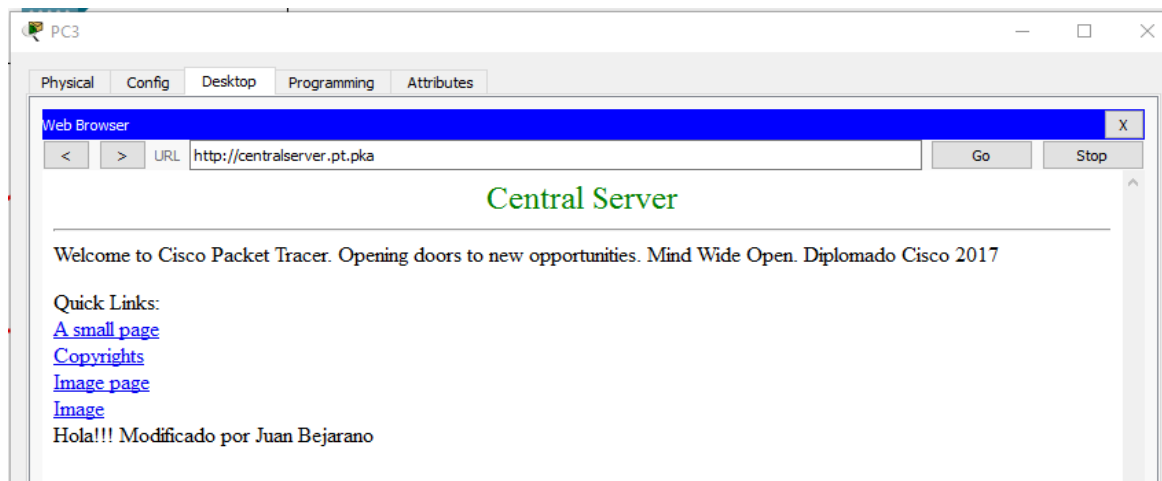 PC3
Physical Config Desktop Programming Attributes
Web Browser X
< > URL http://centralserver.pt.pka Go Stop
Central Server
Welcome to Cisco Packet Tracer. Opening doors to new opportunities. Mind Wide Open. Diplomado Cisco 2017
Quick Links:
A small page
Copyrights
Image page
Image
Hola!!! Modificado por Juan Bejarano